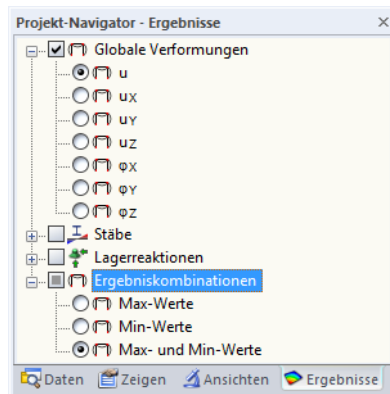 Projekt-Navigator - Ergebnisse
Globale Verformungen
u
uX
uY
uZ
φX
φY
φZ
Stäbe
Lagerreaktionen
Ergebniskombinationen
Max-Werte
Min-Werte
Max- und Min-Werte
Daten Zeigen Ansichten Ergebnisse